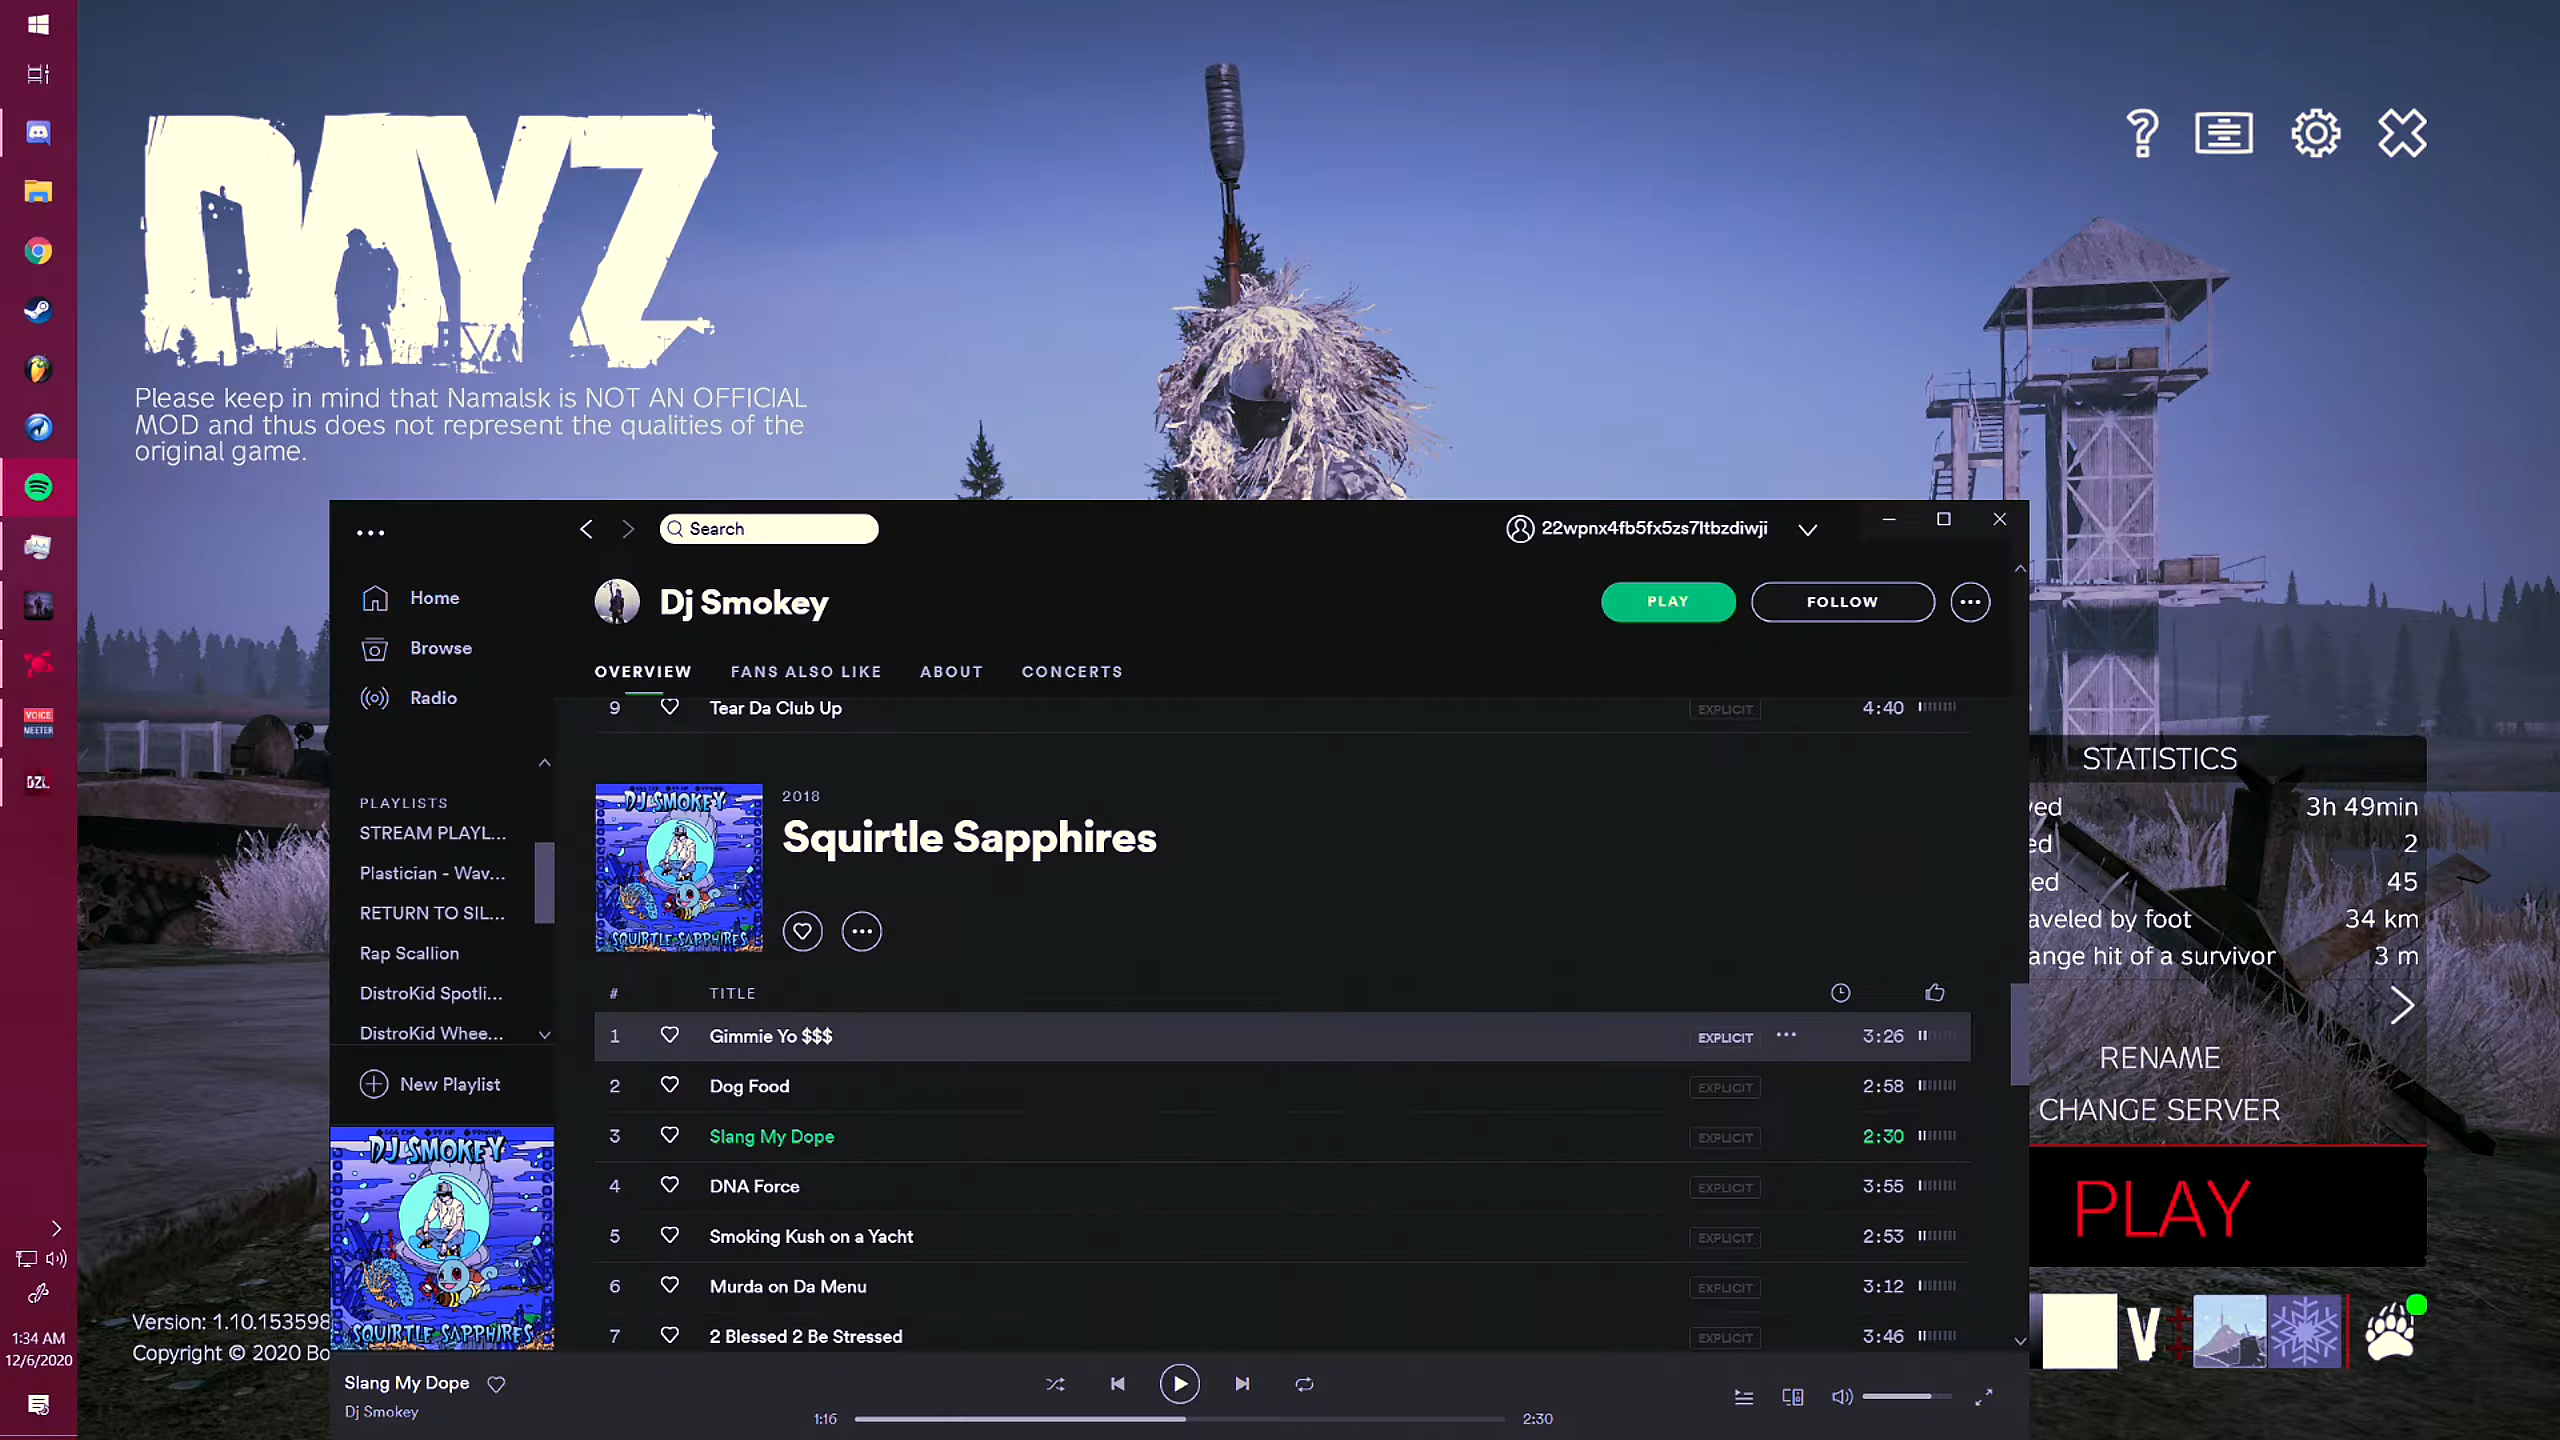 DAYZ
Please keep in mind that Namalsk is NOT AN OFFICIAL
MOD and thus does not represent the qualities of the
original game.
Search
22wpnx4fb5fx5zs7ltbzdiwji
Home
Browse
Radio
Dj Smokey
PLAY
FOLLOW
OVERVIEW
FANS ALSO LIKE
ABOUT
CONCERTS
9 Tear Da Club Up EXPLICIT 4:40
PLAYLISTS
STREAM PLAYL...
Plastician - Wav...
RETURN TO SIL...
Rap Scallion
DistroKid Spotli...
DistroKid Whee...
New Playlist
DJ SMOKEY
SQUIRTLE SAPPHIRES
2018
Squirtle Sapphires
# TITLE
1 Gimmie Yo $$$ EXPLICIT 3:26
2 Dog Food EXPLICIT 2:58
3 Slang My Dope EXPLICIT 2:30
4 DNA Force EXPLICIT 3:55
5 Smoking Kush on a Yacht EXPLICIT 2:53
6 Murda on Da Menu EXPLICIT 3:12
7 2 Blessed 2 Be Stressed EXPLICIT 3:46
DJ SMOKEY
SQUIRTLE SAPPHIRES
Slang My Dope
Dj Smokey
1:16
2:30
STATISTICS
yed 3h 49min
ed 2
led 45
aveled by foot 34 km
ange hit of a survivor 3 m
RENAME
CHANGE SERVER
PLAY
V
Version: 1.10.153598
Copyright © 2020 Bo
VOICE
MEETER
DZL
1:34 AM
12/6/2020